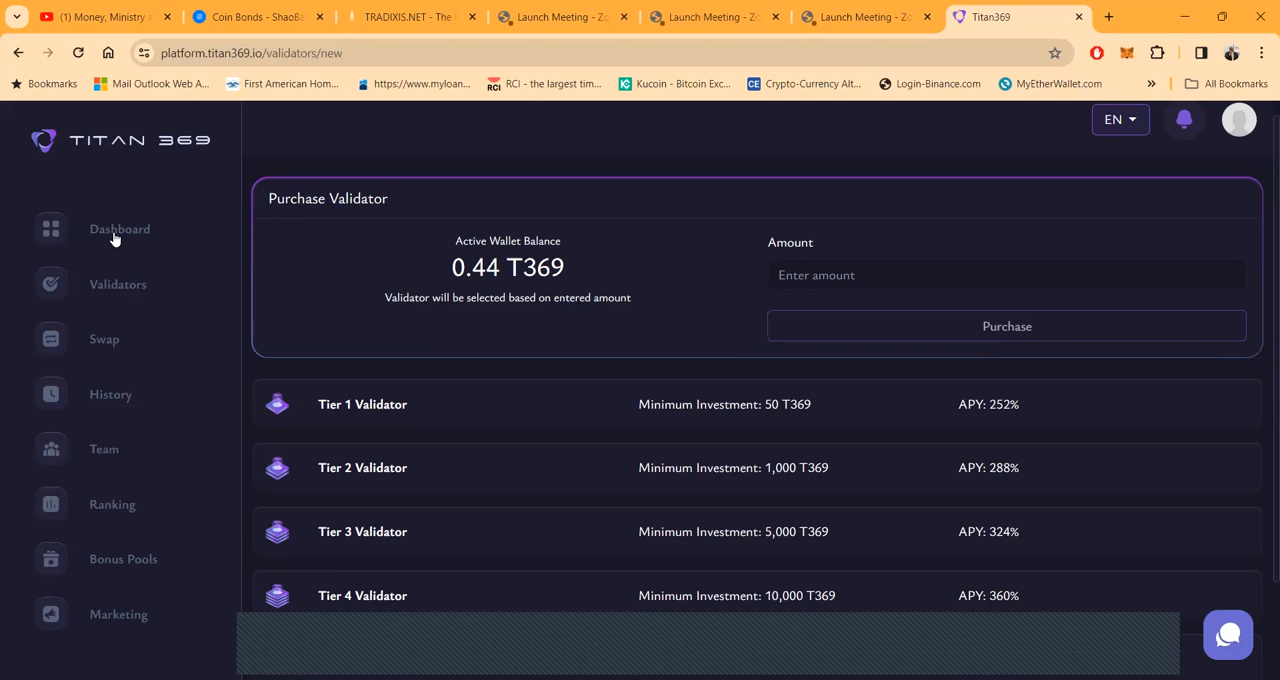 (1) Money, Ministry a
Coin Bonds - ShaoBa
TRADIXIS.NET - The F
Launch Meeting - Zo
Launch Meeting - Zo
Launch Meeting - Zo
Titan369
platform.titan369.io/validators/new
Bookmarks
Mail Outlook Web A...
First American Hom...
https://www.myloan...
RCI - the largest tim...
Kucoin - Bitcoin Exc...
Crypto-Currency Alt...
Login-Binance.com
MyEtherWallet.com
»
All Bookmarks
TITAN 369
EN
Dashboard
Validators
Swap
History
Team
Ranking
Bonus Pools
Marketing
Purchase Validator
Active Wallet Balance
0.44 T369
Validator will be selected based on entered amount
Amount
Enter amount
Purchase
Tier 1 Validator Minimum Investment: 50 T369 APY: 252%
Tier 2 Validator Minimum Investment: 1,000 T369 APY: 288%
Tier 3 Validator Minimum Investment: 5,000 T369 APY: 324%
Tier 4 Validator Minimum Investment: 10,000 T369 APY: 360%